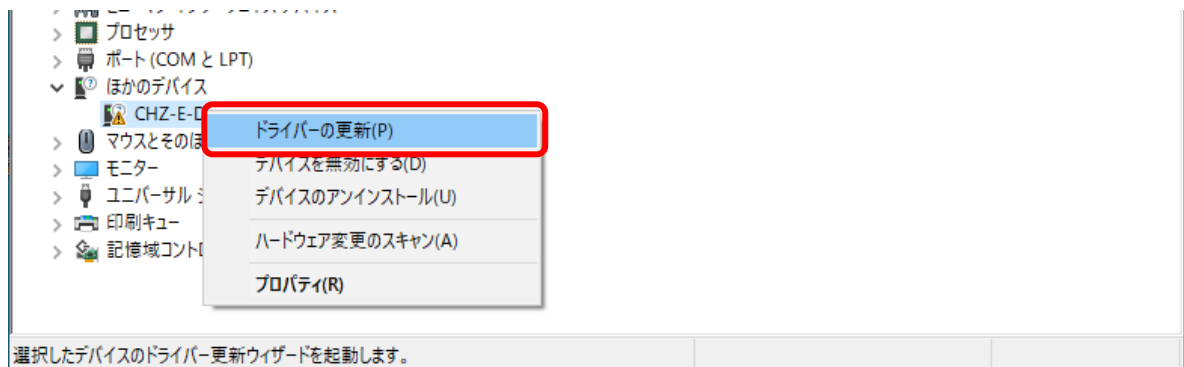 プロセッサ
ポート (COM と LPT)
ほかのデバイス
CHZ-E-D
ドライバーの更新(P)
マウスとそのほ
デバイスを無効にする(D)
モニター
ユニバーサル
デバイスのアンインストール(U)
印刷キュー
ハードウェア変更のスキャン(A)
記憶域コントロ
プロパティ(R)
選択したデバイスのドライバー更新ウィザードを起動します。